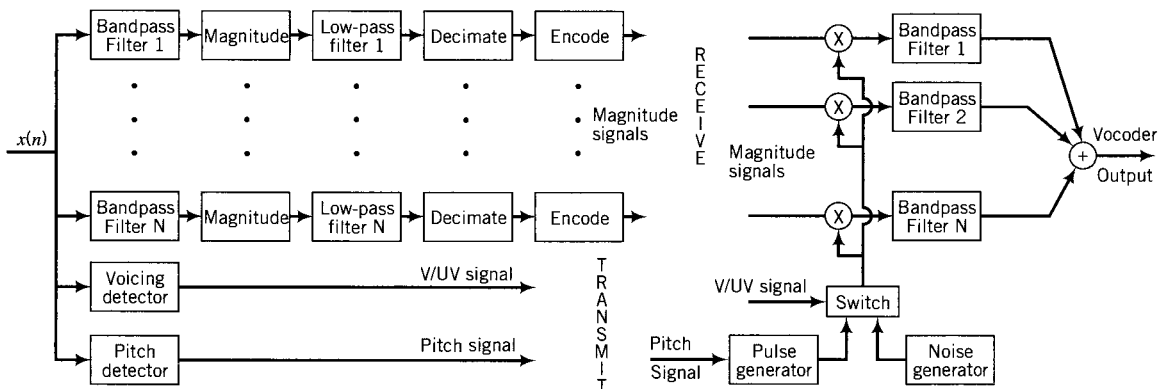 Bandpass
Filter 1
Magnitude
Low-pass
filter 1
Decimate
Encode
Magnitude
signals
x(n)
Bandpass
Filter N
Magnitude
Low-pass
filter N
Decimate
Encode
Voicing
detector
V/UV signal
Pitch
detector
Pitch signal
TRANSMIT
RECEIVE
X
Bandpass
Filter 1
X
Bandpass
Filter 2
Magnitude
signals
X
Bandpass
Filter N
+
Vocoder
Output
V/UV signal
Switch
Pitch
Signal
Pulse
generator
Noise
generator